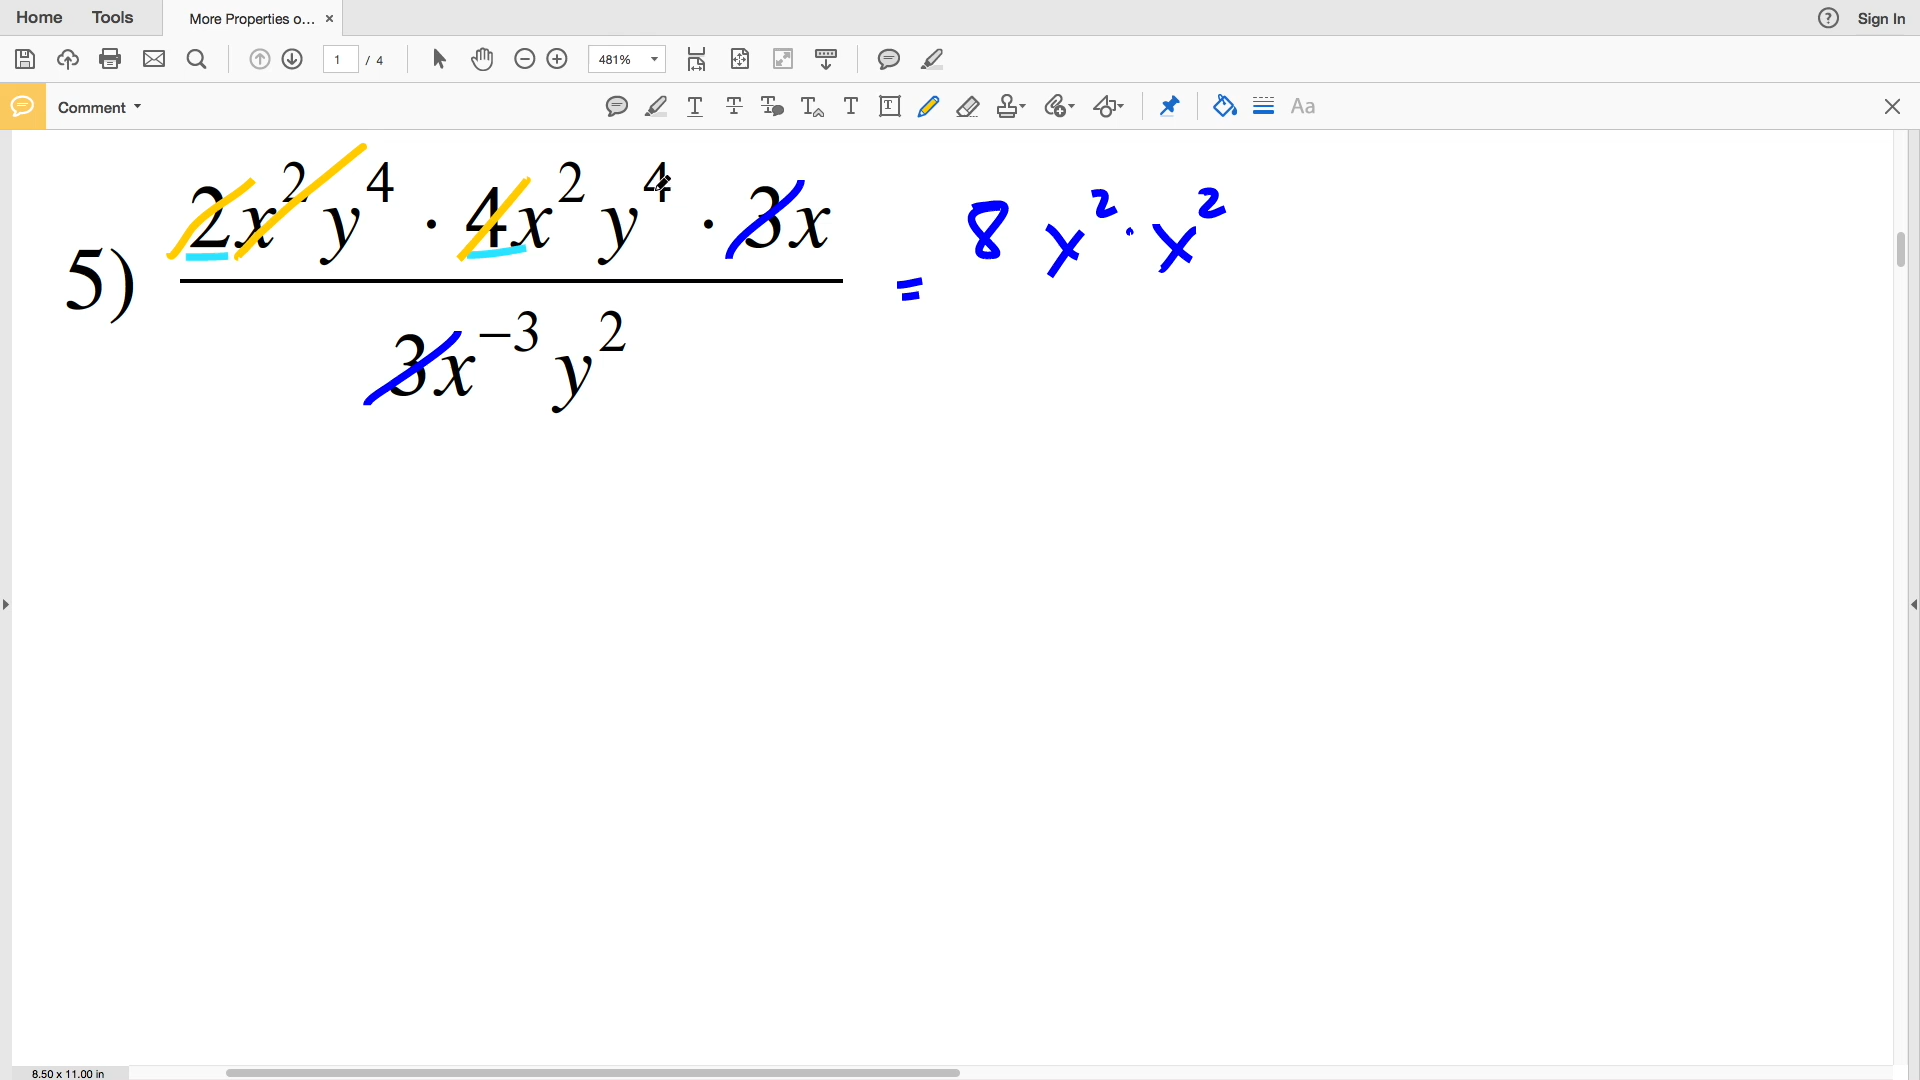 Home Tools More Properties o... × ? Sign In
1 / 4 481%
Comment T T T T T T Aa
5) 2x² y⁴ · 4x² y⁴ · 3x
3x⁻³ y²
= 8 x² · x²
8.50 x 11.00 in